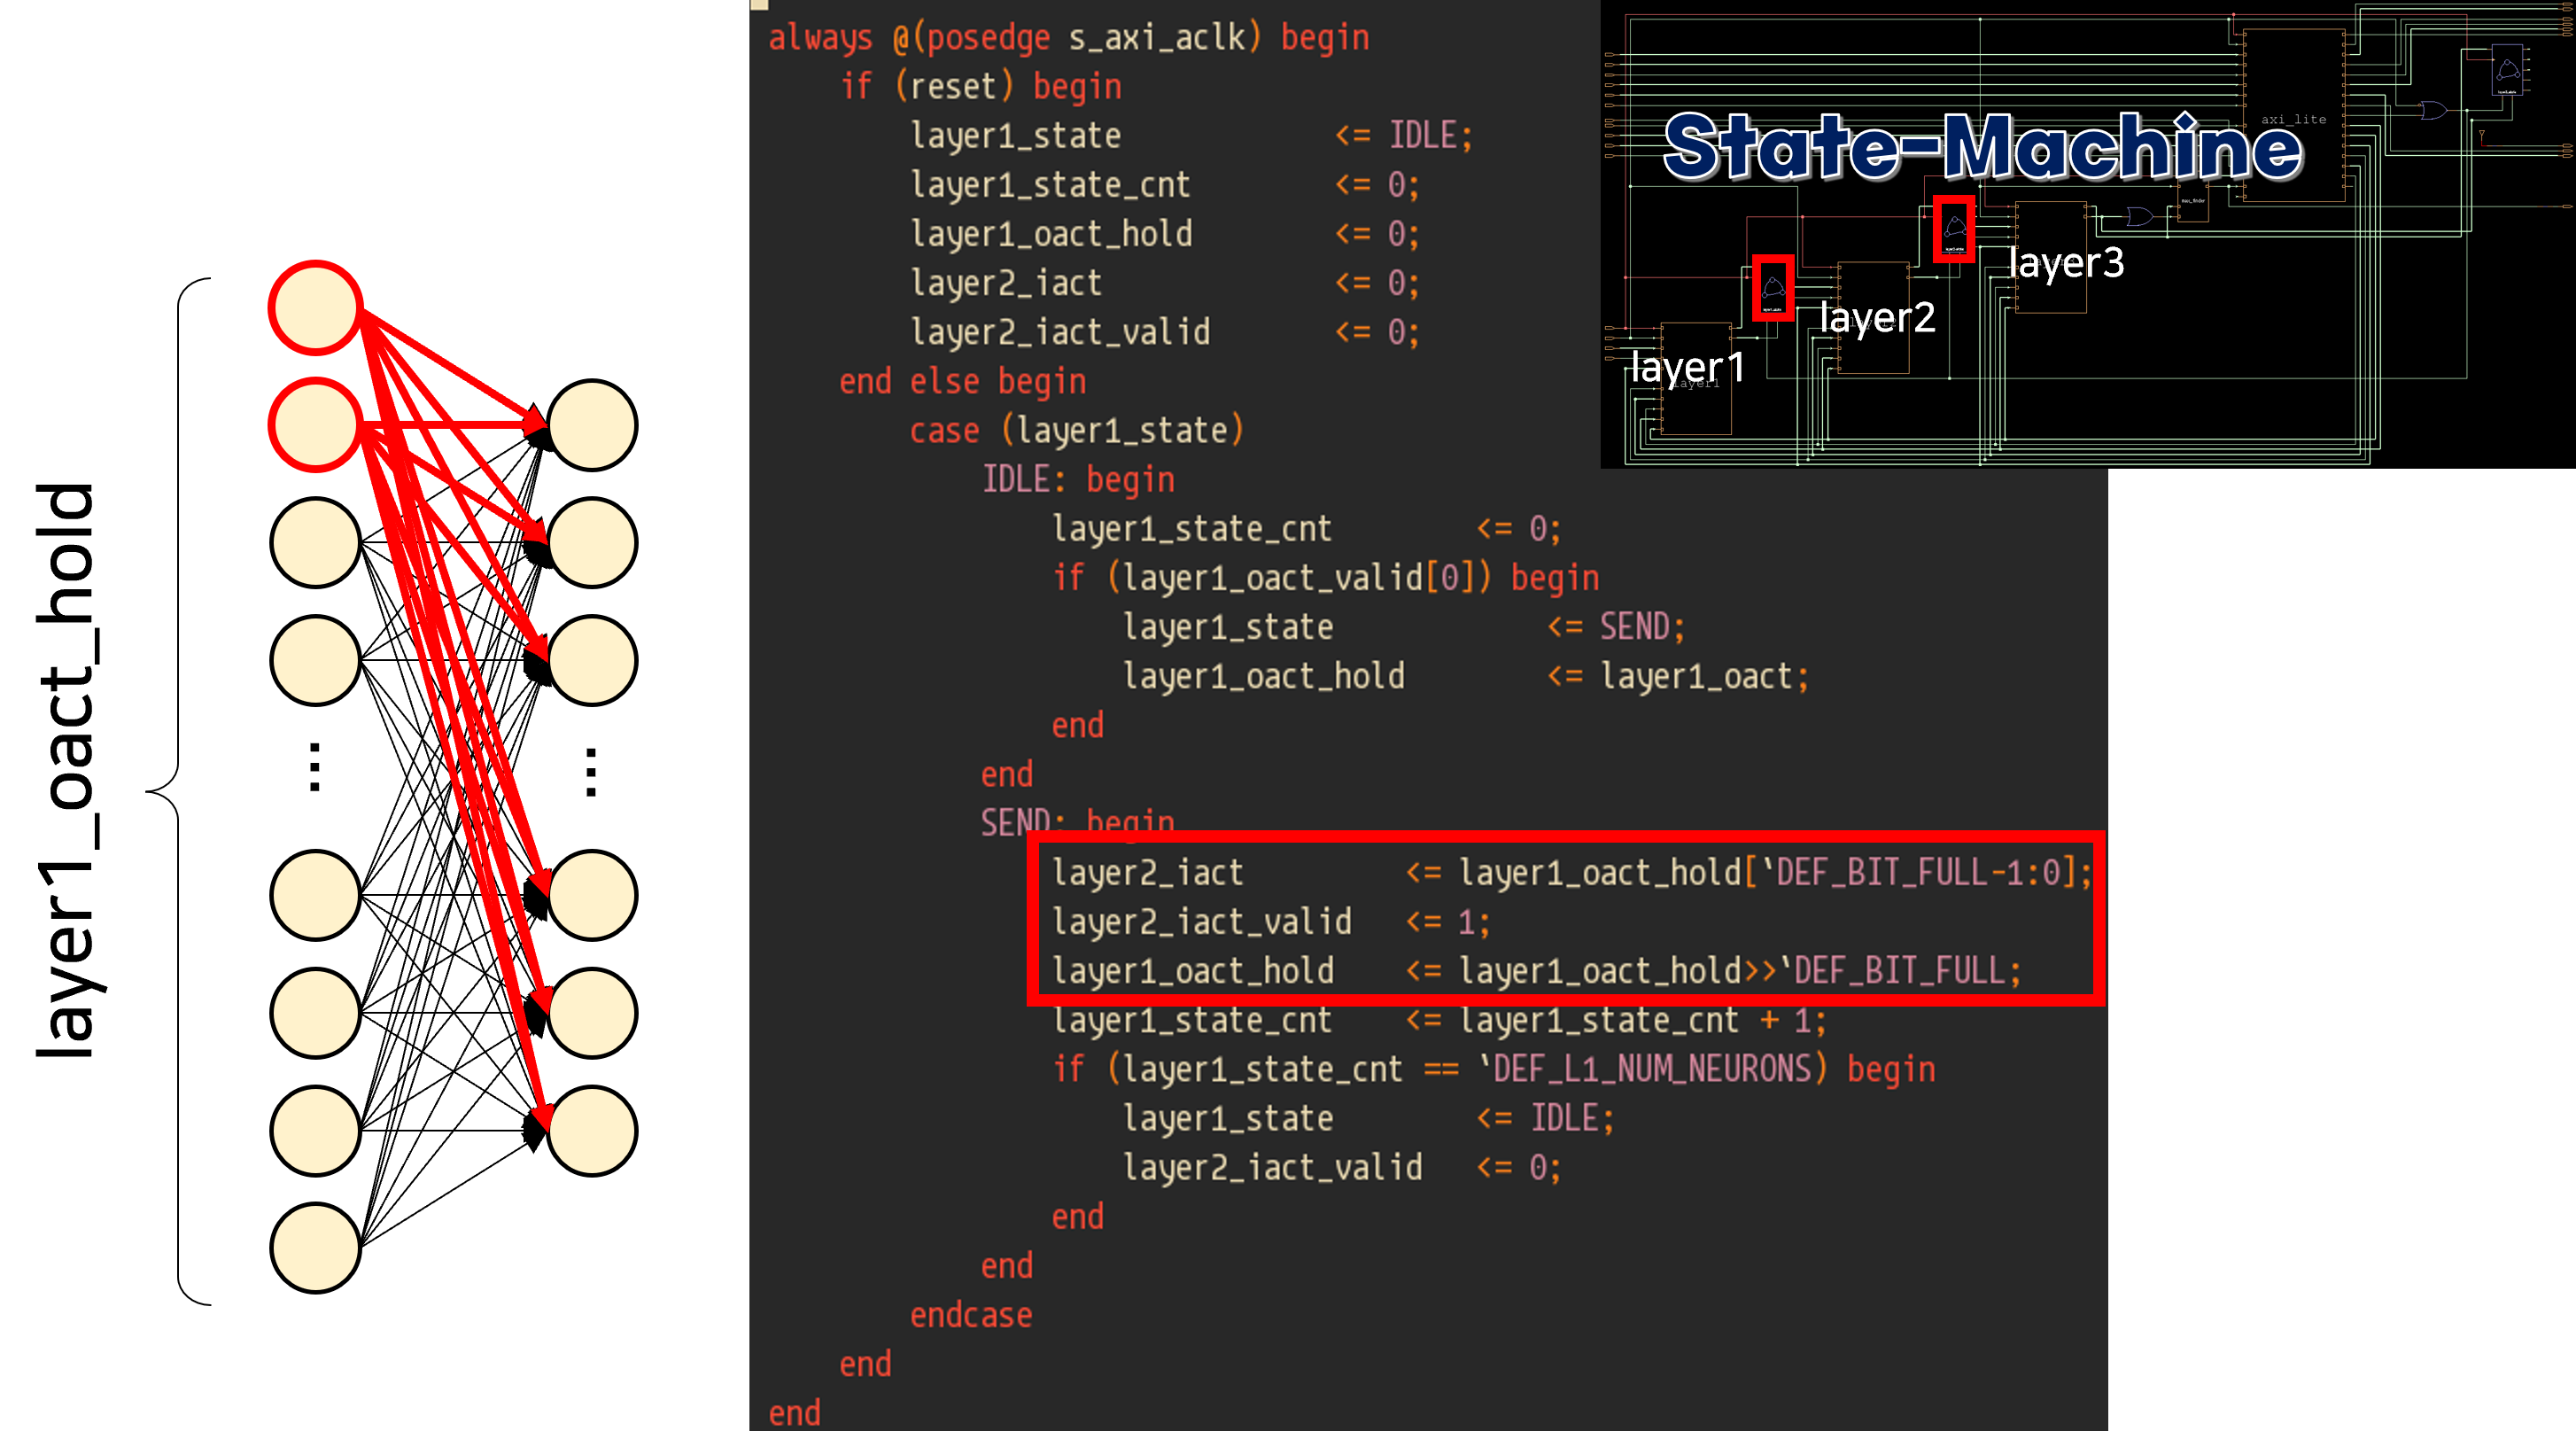 layer1_oact_hold
...
...
always @(posedge s_axi_aclk) begin
if (reset) begin
layer1_state <= IDLE;
layer1_state_cnt <= 0;
layer1_oact_hold <= 0;
layer2_iact <= 0;
layer2_iact_valid <= 0;
end else begin
case (layer1_state)
IDLE: begin
layer1_state_cnt <= 0;
if (layer1_oact_valid[0]) begin
layer1_state <= SEND;
layer1_oact_hold <= layer1_oact;
end
end
SEND: begin
layer2_iact <= layer1_oact_hold[`DEF_BIT_FULL-1:0];
layer2_iact_valid <= 1;
layer1_oact_hold <= layer1_oact_hold>>`DEF_BIT_FULL;
layer1_state_cnt <= layer1_state_cnt + 1;
if (layer1_state_cnt == `DEF_L1_NUM_NEURONS) begin
layer1_state <= IDLE;
layer2_iact_valid <= 0;
end
end
endcase
end
end
State-Machine
axi_lite
layer3
layer2
layer1
layer1